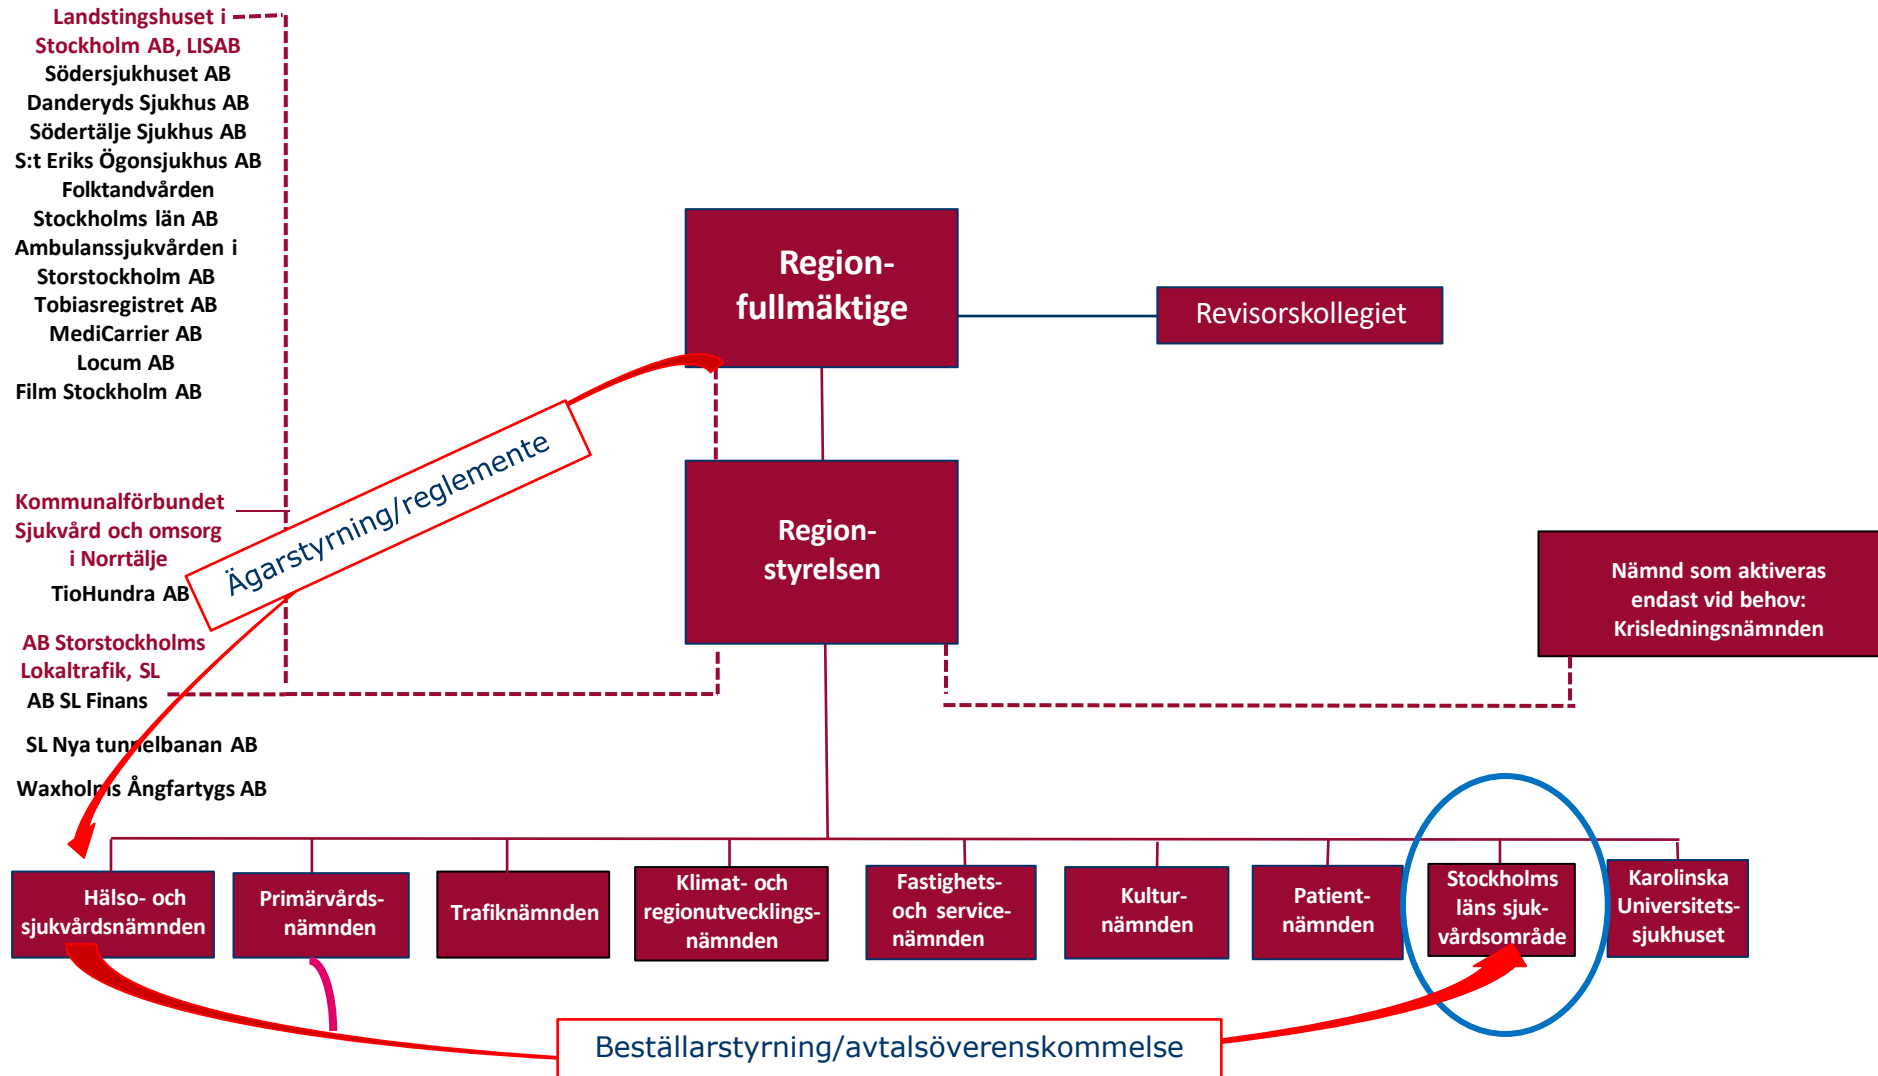 Landstingshuset i
Stockholm AB, LISAB
Södersjukhuset AB
Danderyds Sjukhus AB
Södertälje Sjukhus AB
S:t Eriks Ögonsjukhus AB
Folktandvården
Stockholms län AB
Ambulanssjukvården i
Storstockholm AB
Tobiasregistret AB
MediCarrier AB
Locum AB
Film Stockholm AB
Kommunalförbundet
Sjukvård och omsorg
i Norrtälje
TioHundra AB
AB Storstockholms
Lokaltrafik, SL
AB SL Finans
SL Nya tunnelbanan AB
Waxholms Ångfartygs AB
Ägarstyrning/reglemente
Region-
fullmäktige
Revisorskollegiet
Region-
styrelsen
Nämnd som aktiveras
endast vid behov:
Krisledningsnämnden
Hälso- och
sjukvårdsnämnden
Primärvårds-
nämnden
Trafiknämnden
Klimat- och
regionutvecklings-
nämnden
Fastighets-
och service-
nämnden
Kultur-
nämnden
Patient-
nämnden
Stockholms
läns sjuk-
vårdsområde
Karolinska
Universitets-
sjukhuset
Beställarstyrning/avtalsöverenskommelse